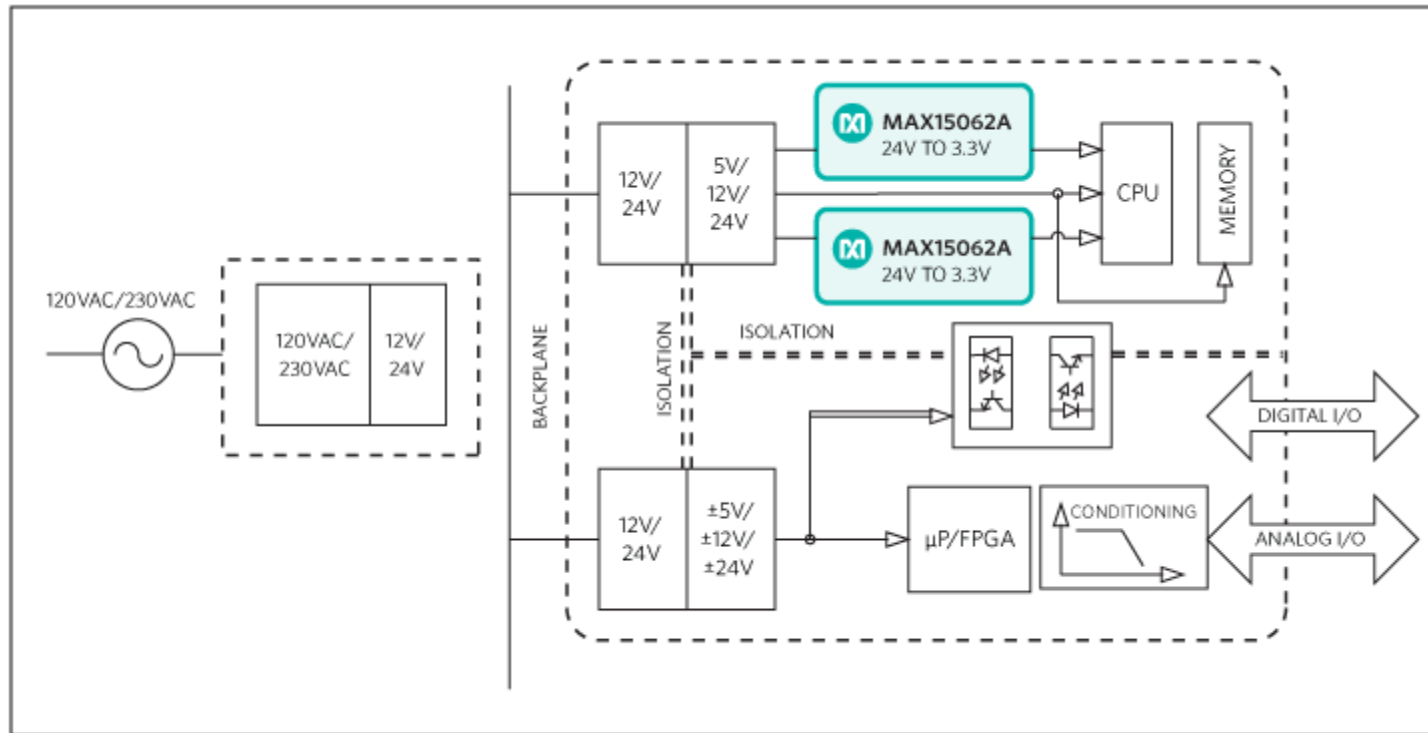 120VAC/230VAC
120VAC/
230VAC
12V/
24V
BACKPLANE
12V/
24V
5V/
12V/
24V
MAX15062A
24V TO 3.3V
MAX15062A
24V TO 3.3V
CPU
MEMORY
ISOLATION
ISOLATION
DIGITAL I/O
12V/
24V
±5V/
±12V/
±24V
µP/FPGA
CONDITIONING
ANALOG I/O